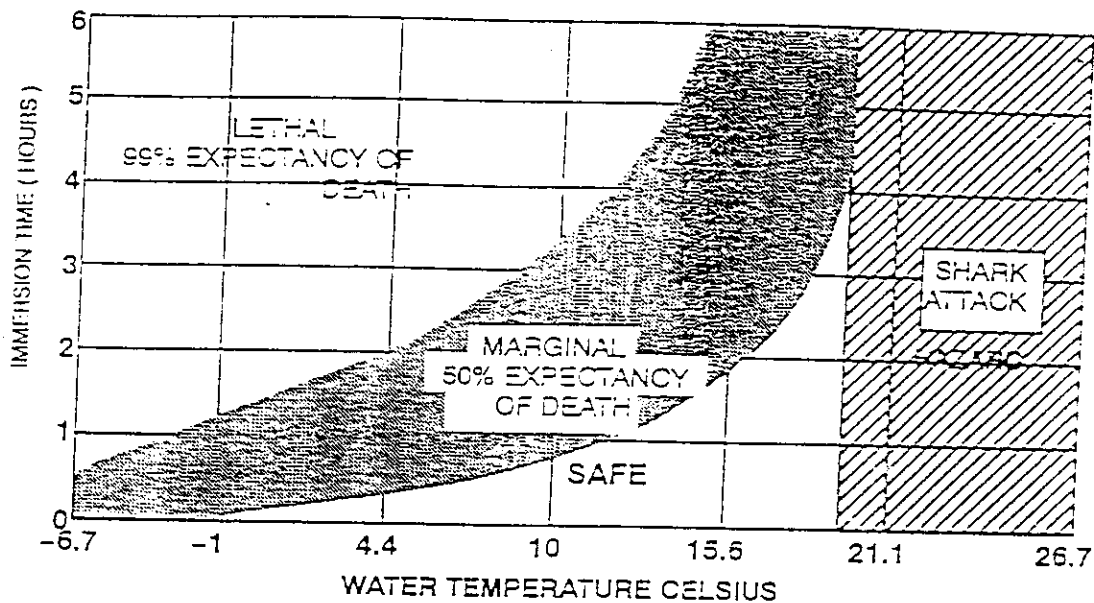 6
5
4
3
2
1
0
IMMERSION TIME (HOURS)
LETHAL
99% EXPECTANCY OF
DEATH
MARGINAL
50% EXPECTANCY
OF DEATH
SAFE
SHARK
ATTACK
-6.7 -1 4.4 10 15.6 21.1 26.7
WATER TEMPERATURE CELSIUS